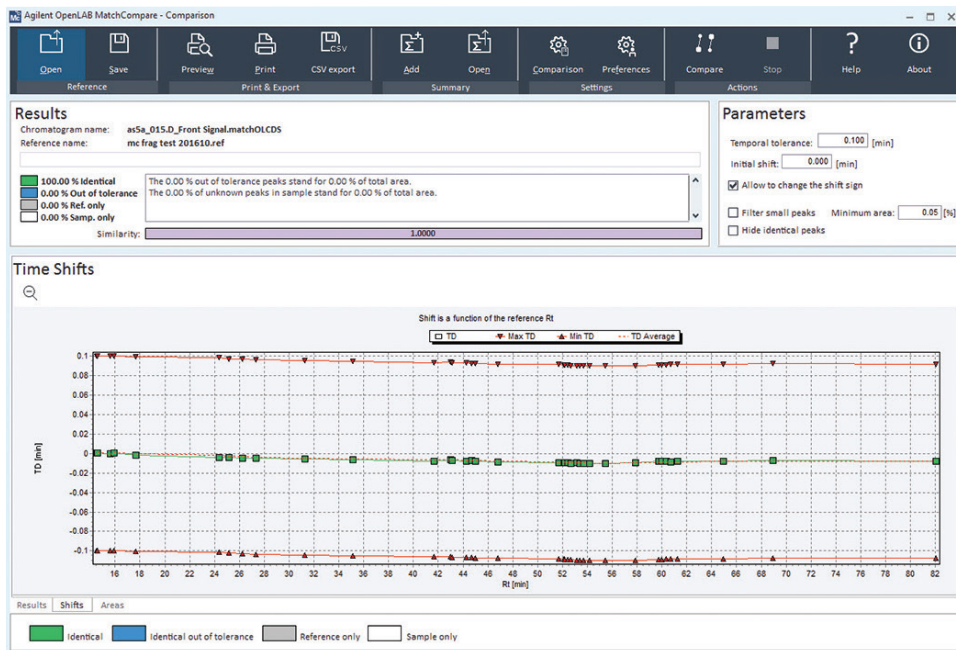 Mc Agilent OpenLAB MatchCompare - Comparison
Open Save Preview Print CSV export Add Open Comparison Preferences Compare Stop Help About
Reference Print & Export Summary Settings Actions
Results
Chromatogram name: as5a_015.D_Front Signal.matchOLCDS
Reference name: mc frag test 201610.ref
100.00 % Identical
0.00 % Out of tolerance
0.00 % Ref. only
0.00 % Samp. only
The 0.00 % out of tolerance peaks stand for 0.00 % of total area.
The 0.00 % of unknown peaks in sample stand for 0.00 % of total area.
Similarity: 1.0000
Parameters
Temporal tolerance: 0.100 [min]
Initial shift: 0.000 [min]
Allow to change the shift sign
Filter small peaks Minimum area: 0.05 [%]
Hide identical peaks
Time Shifts
Shift is a function of the reference Rt
TD Max TD Min TD TD Average
0.1
0.08
0.06
0.04
0.02
0
-0.02
-0.04
-0.06
-0.08
-0.1
TD [min]
16 18 20 22 24 26 28 30 32 34 36 38 40 42 44 46 48 50 52 54 56 58 60 62 64 66 68 70 72 74 76 78 80 82
Rt [min]
Results Shifts Areas
Identical Identical out of tolerance Reference only Sample only